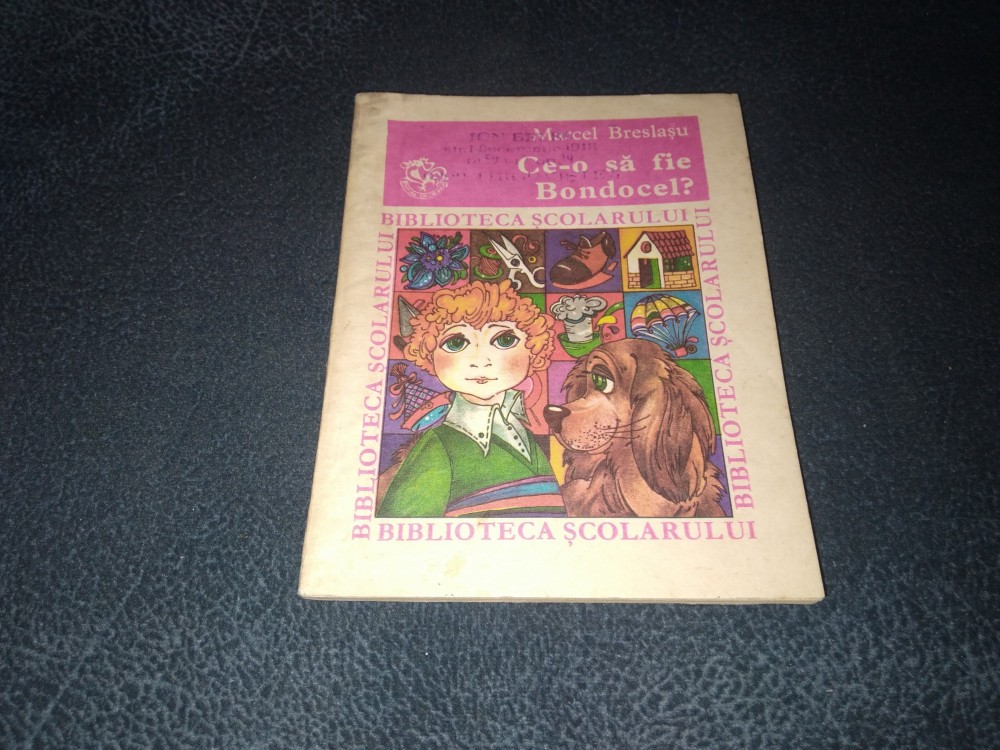 Marcel Breslașu
Ce-o să fie
Bondocel?
BIBLIOTECA ȘCOLARULUI
BIBLIOTECA ȘCOLARULUI
BIBLIOTECA ȘCOLARULUI
BIBLIOTECA ȘCOLARULUI